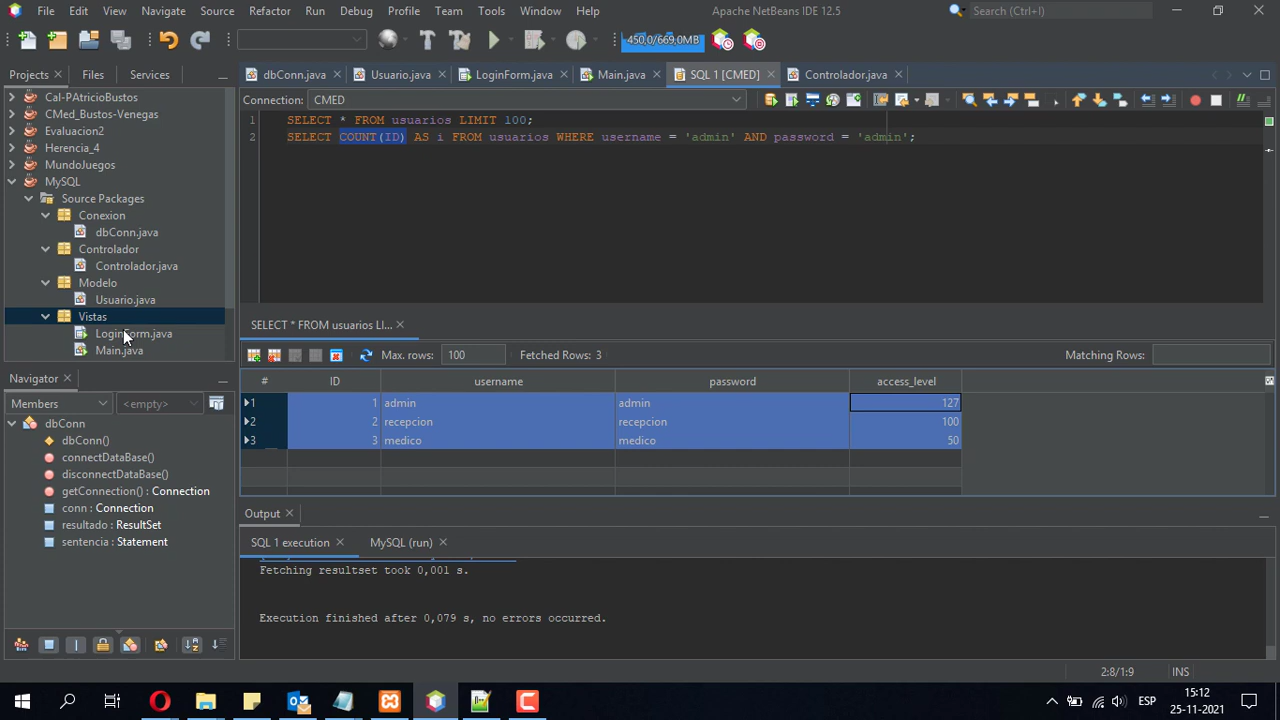 File Edit View Navigate Source Refactor Run Debug Profile Team Tools Window Help Apache NetBeans IDE 12.5 Search (Ctrl+I)
450,0/669,0MB
Projects Files Services
dbConn.java Usuario.java LoginForm.java Main.java SQL 1 [CMED] Controlador.java
Connection: CMED
Cal-PAtricioBustos
CMed_Bustos-Venegas
Evaluacion2
Herencia_4
MundoJuegos
MySQL
Source Packages
Conexion
dbConn.java
Controlador
Controlador.java
Modelo
Usuario.java
Vistas
LoginForm.java
Main.java
1 SELECT * FROM usuarios LIMIT 100;
2 SELECT COUNT(ID) AS i FROM usuarios WHERE username = 'admin' AND password = 'admin';
SELECT * FROM usuarios LI...
Max. rows: 100 Fetched Rows: 3 Matching Rows:
# ID username password access_level
1 1 admin admin 127
2 2 recepcion recepcion 100
3 3 medico medico 50
Navigator
Members <empty>
dbConn
dbConn()
connectDataBase()
disconnectDataBase()
getConnection() : Connection
conn : Connection
resultado : ResultSet
sentencia : Statement
Output
SQL 1 execution MySQL (run)
Fetching resultset took 0,001 s.
Execution finished after 0,079 s, no errors occurred.
2:8/1:9 INS
ESP
15:12
25-11-2021